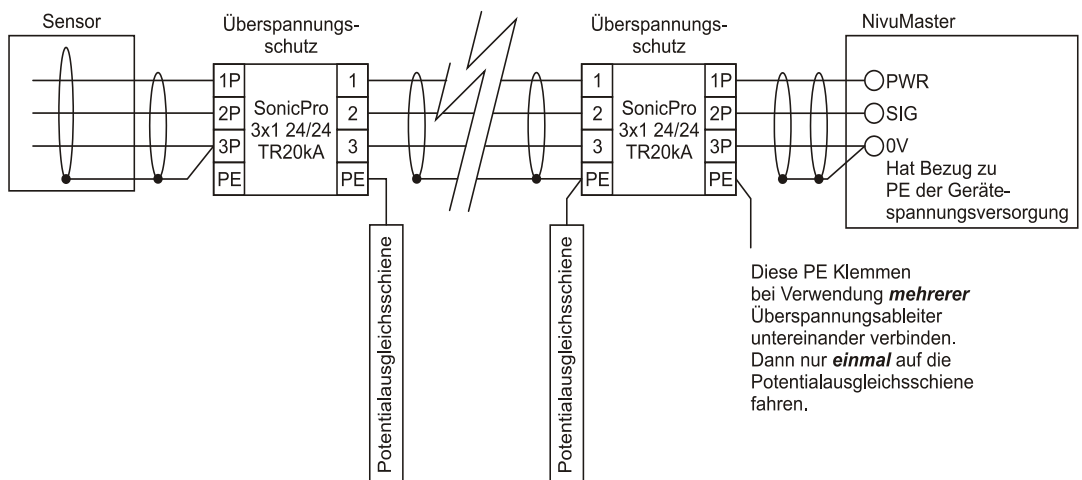 Sensor
Überspannungs-
schutz
1P
2P
3P
PE
SonicPro
3x1 24/24
TR20kA
1
2
3
PE
Potentialausgleichsschiene
Überspannungs-
schutz
1
2
3
PE
SonicPro
3x1 24/24
TR20kA
1P
2P
3P
PE
Potentialausgleichsschiene
NivuMaster
PWR
SIG
0V
Hat Bezug zu
PE der Geräte-
spannungsversorgung
Diese PE Klemmen
bei Verwendung mehrerer
Überspannungsableiter
untereinander verbinden.
Dann nur einmal auf die
Potentialausgleichsschiene
fahren.